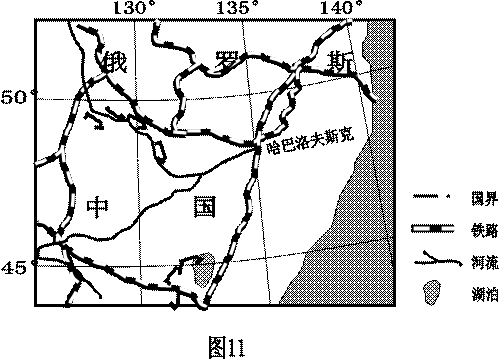 130° 135° 140°
俄 罗 斯
50°
哈巴洛夫斯克
中 国
45°
国界
铁路
河流
湖泊
图11